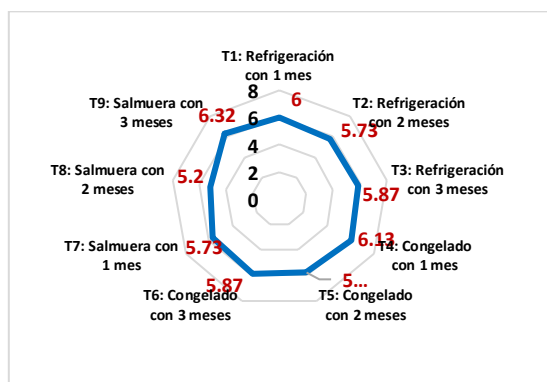 T1: Refrigeración
con 1 mes
8
6
6
4
2
0
T2: Refrigeración
con 2 meses
5.73
T3: Refrigeración
con 3 meses
5.87
6.13
T4: Congelado
con 1 mes
5...
T5: Congelado
con 2 meses
5.87
T6: Congelado
con 3 meses
5.73
T7: Salmuera con
1 mes
5.2
T8: Salmuera con
2 meses
6.32
T9: Salmuera con
3 meses